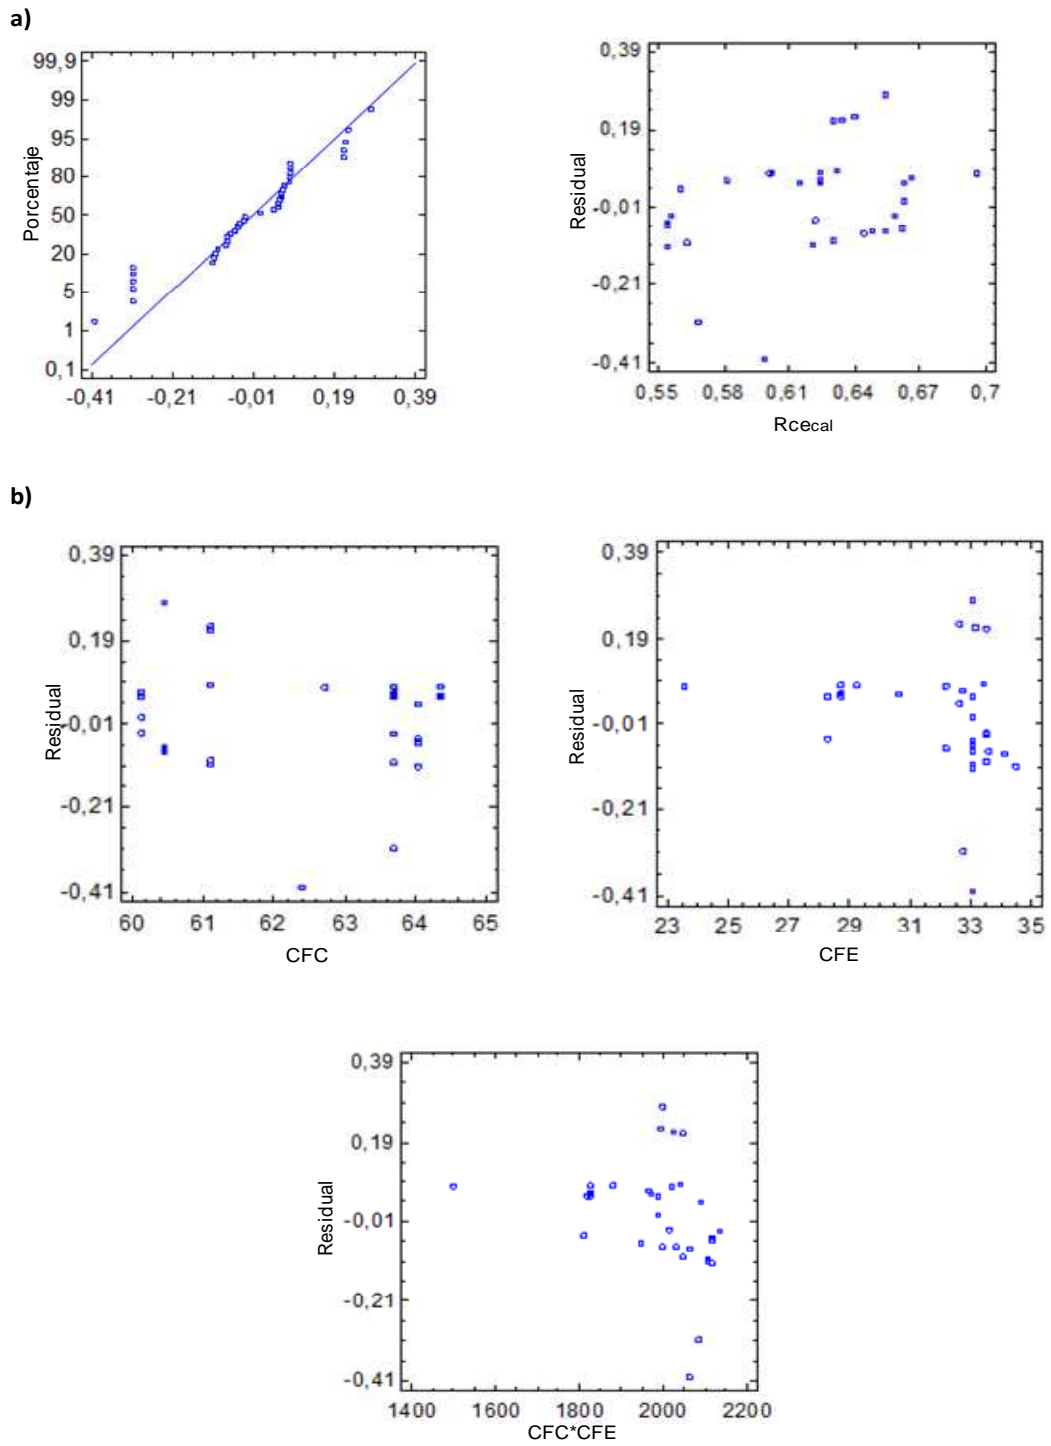 a)
99,9
99
95
80
50
20
5
1
0,1
Porcentaje
-0,41 -0,21 -0,01 0,19 0,39
0,39
0,19
-0,01
-0,21
-0,41
Residual
0,55 0,58 0,61 0,64 0,67 0,7
Rcecal
b)
0,39
0,19
-0,01
-0,21
-0,41
Residual
60 61 62 63 64 65
CFC
0,39
0,19
-0,01
-0,21
-0,41
Residual
23 25 27 29 31 33 35
CFE
0,39
0,19
-0,01
-0,21
-0,41
Residual
1400 1600 1800 2000 2200
CFC*CFE